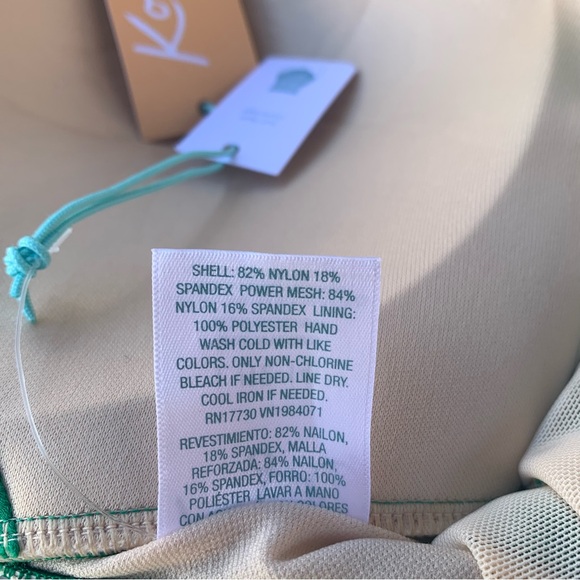 Ko
SHELL: 82% NYLON 18%
SPANDEX POWER MESH: 84%
NYLON 16% SPANDEX LINING:
100% POLYESTER HAND
WASH COLD WITH LIKE
COLORS. ONLY NON-CHLORINE
BLEACH IF NEEDED. LINE DRY.
COOL IRON IF NEEDED.
RN17730 VN1984071
REVESTIMIENTO: 82% NAILON,
18% SPANDEX, MALLA
REFORZADA: 84% NAILON,
16% SPANDEX, FORRO: 100%
POLIÉSTER LAVAR A MANO